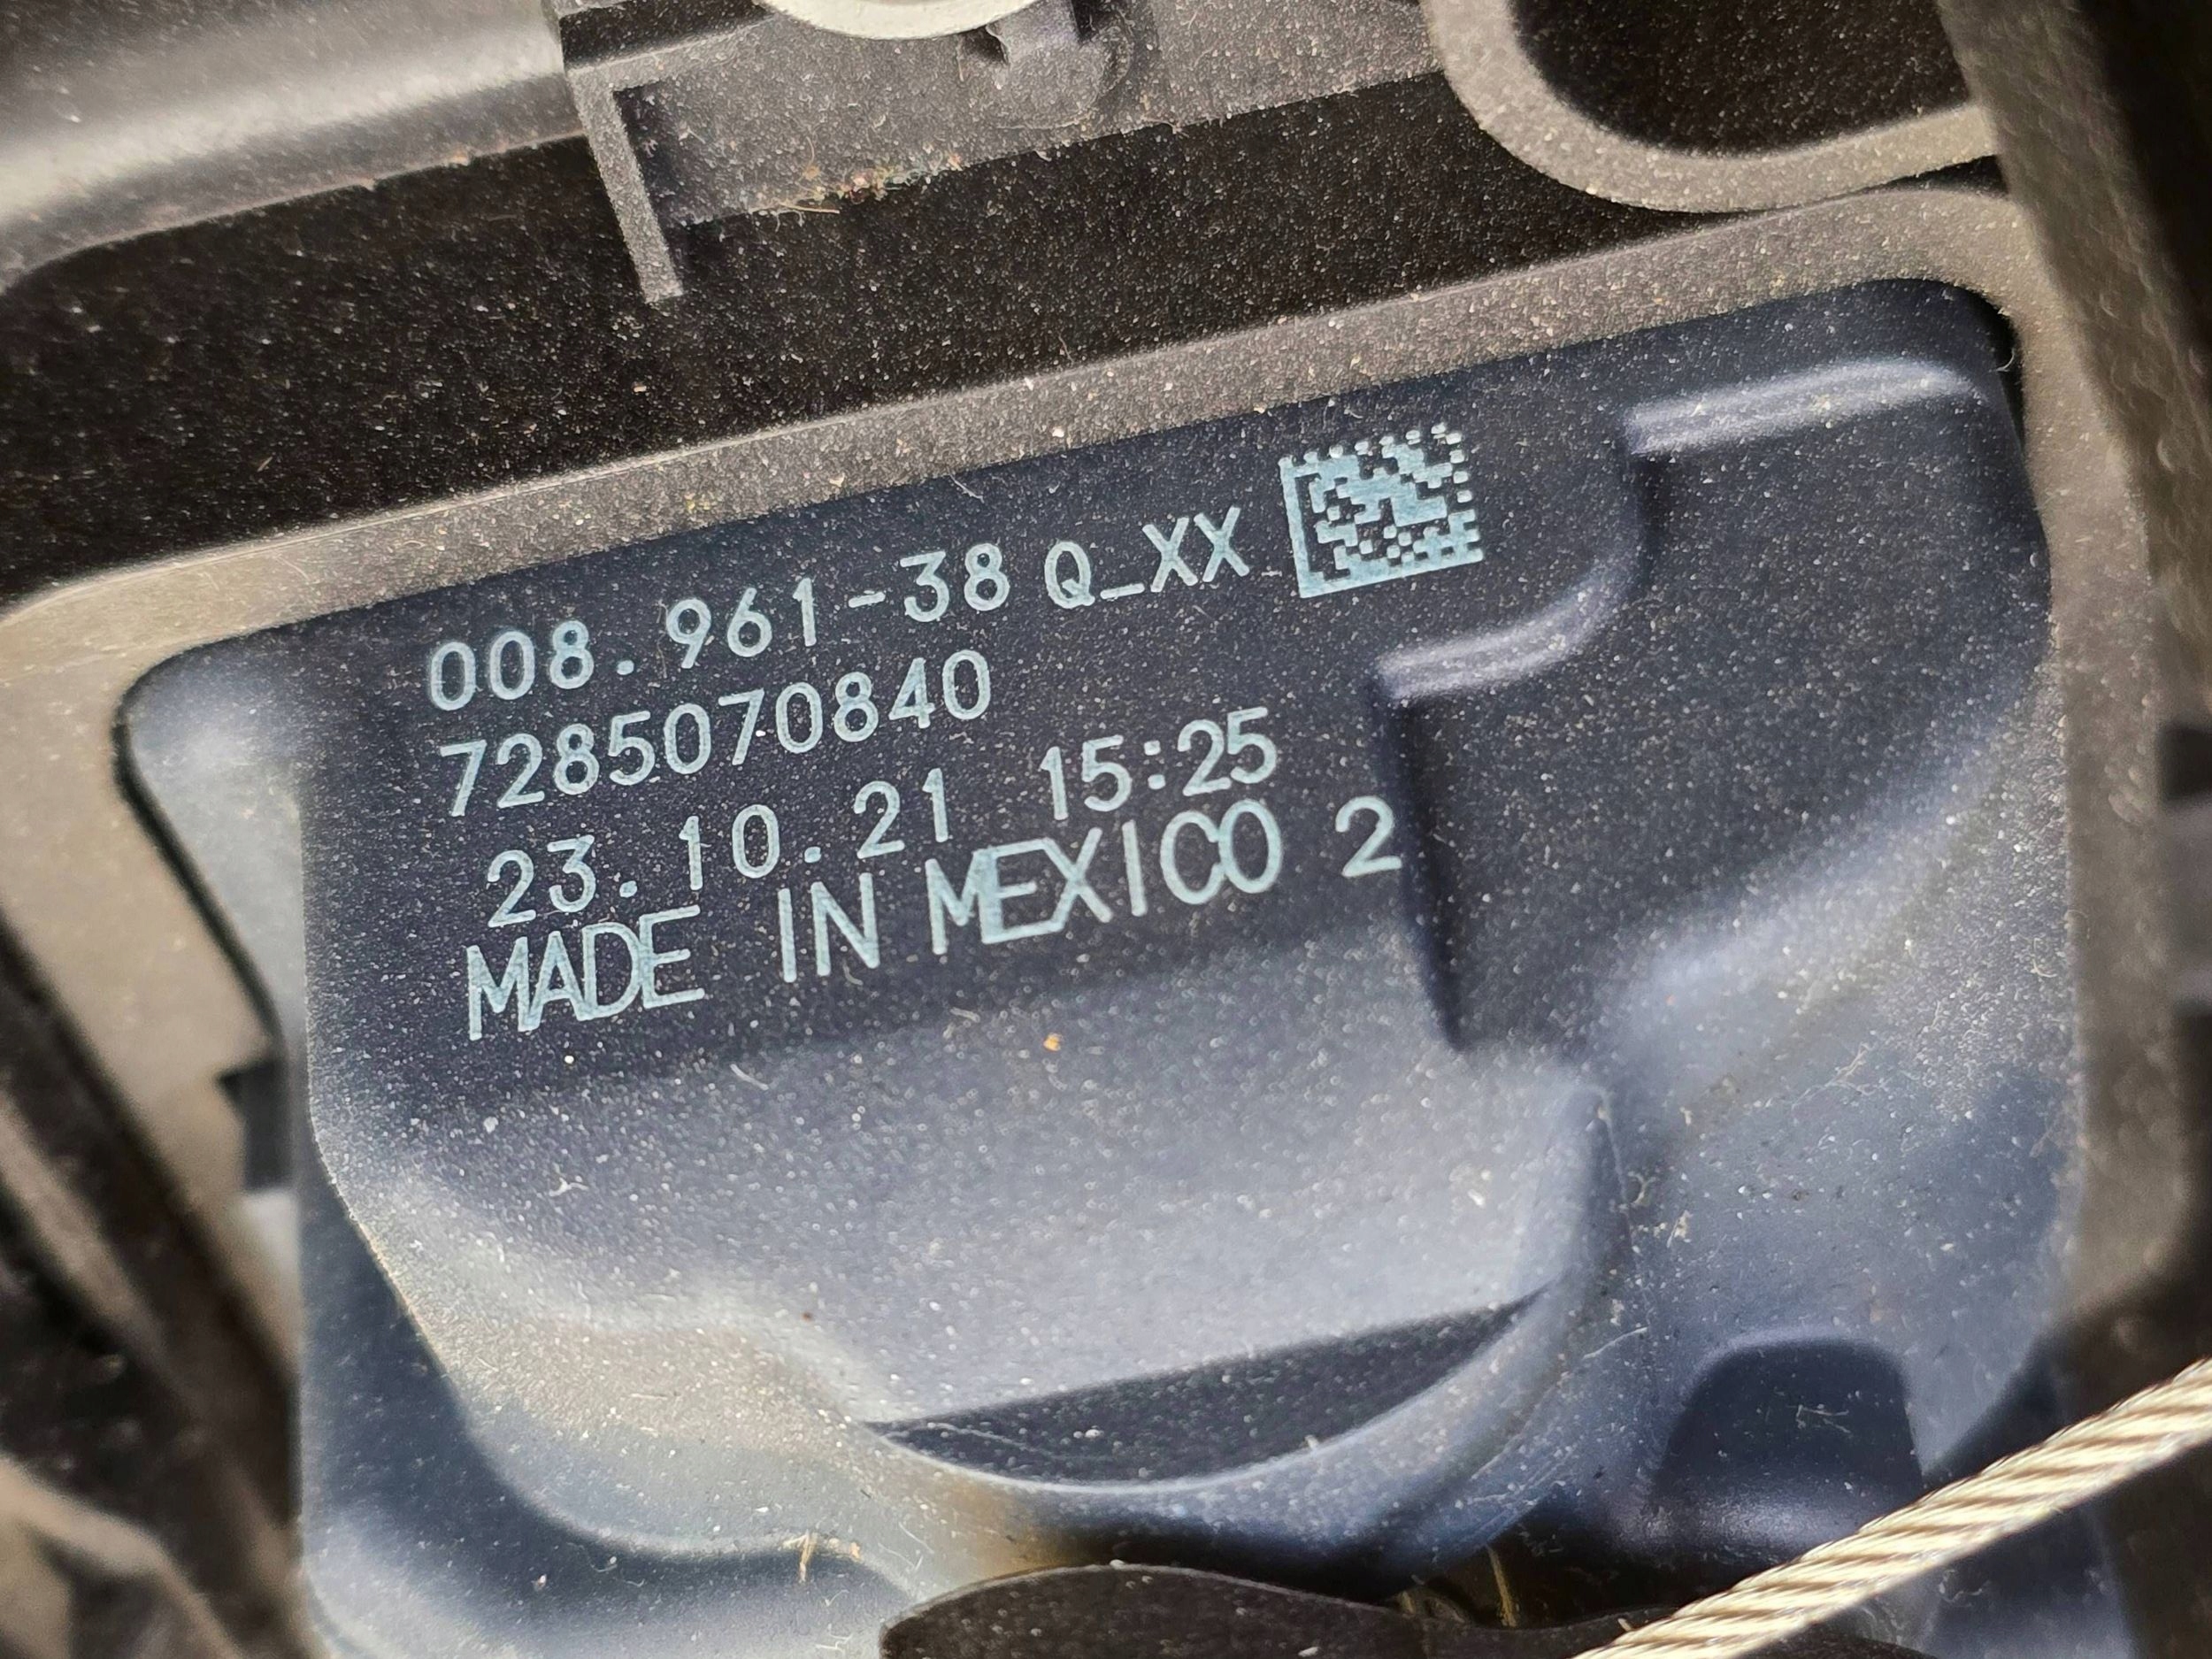 008.961-38 Q_XX
7285070840
23.10.21 15:25
MADE IN MEXICO 2